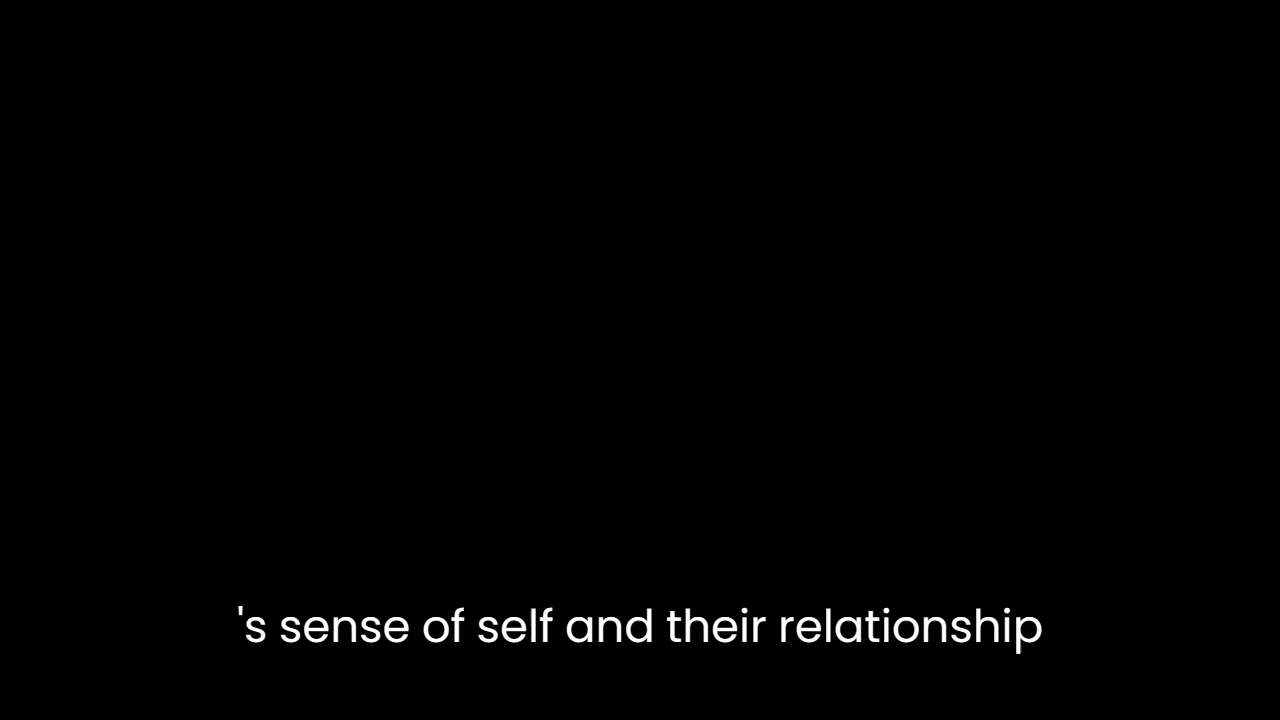 's sense of self and their relationship